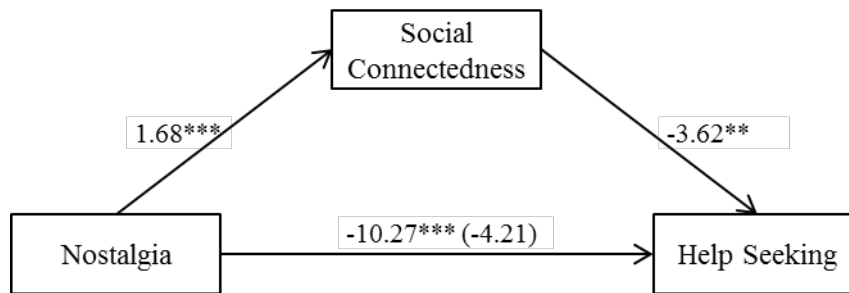 Social
Connectedness
1.68***
-3.62**
-10.27*** (-4.21)
Nostalgia
Help Seeking